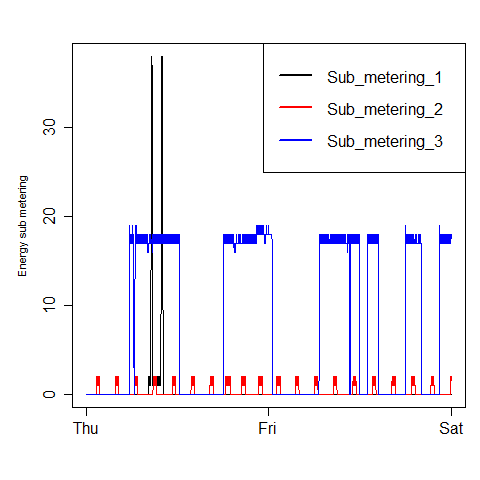 Sub_metering_1
Sub_metering_2
Sub_metering_3
Energy sub metering
30
20
10
0
Thu Fri Sat